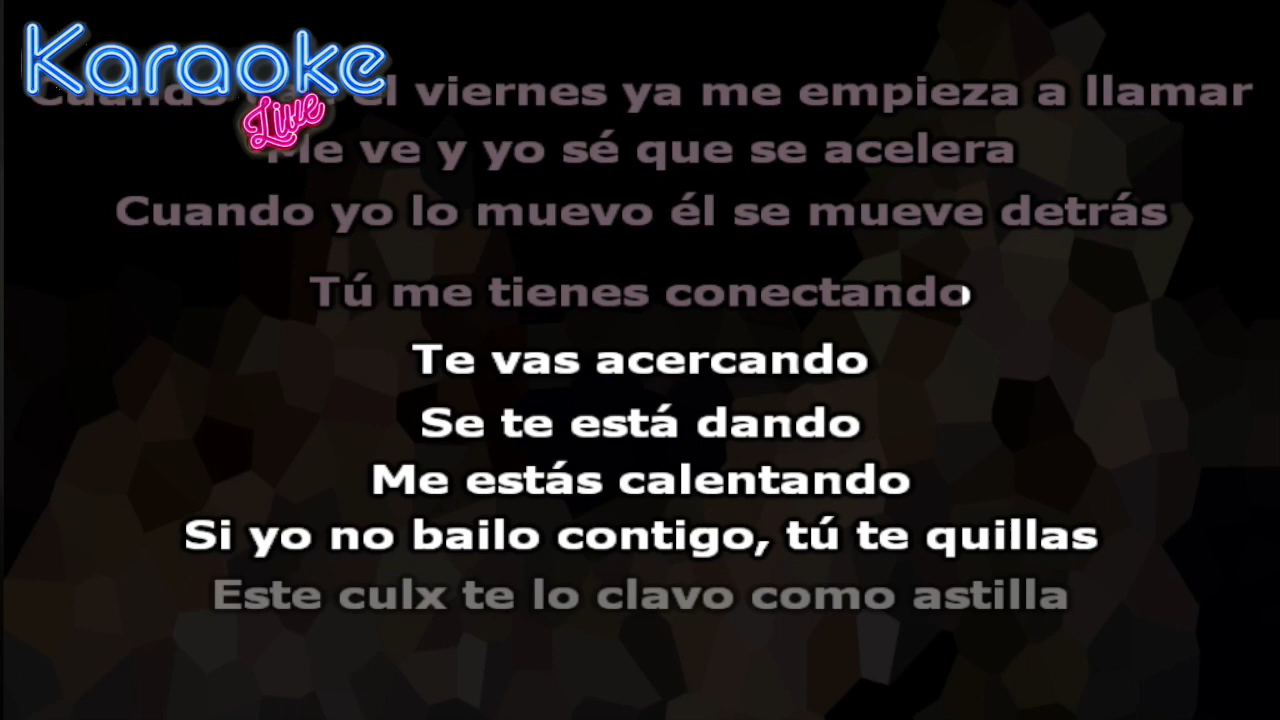 Karaoke
Live
el viernes ya me empieza a llamar
Me ve y yo sé que se acelera
Cuando yo lo muevo él se mueve detrás
Tú me tienes conectando
Te vas acercando
Se te está dando
Me estás calentando
Si yo no bailo contigo, tú te quillas
Este culx te lo clavo como astilla